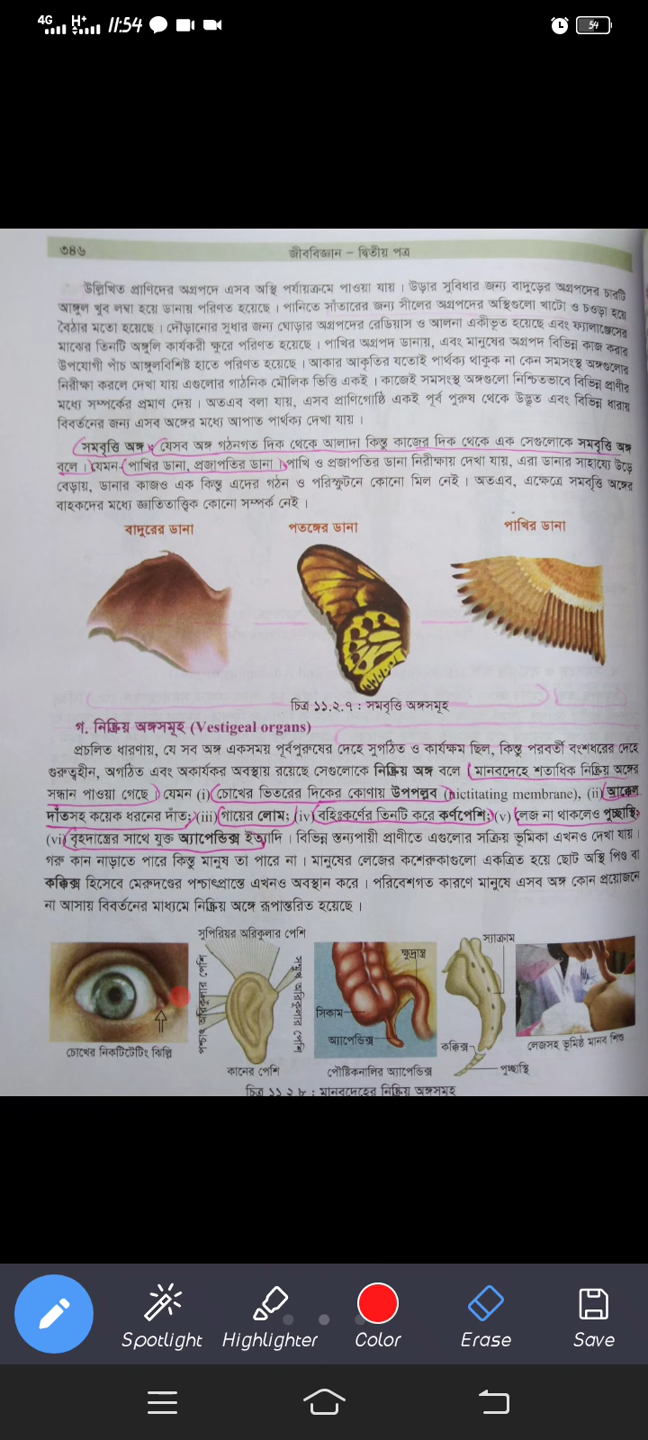 4G H+ 11:54 54
৩৪৬ জীববিজ্ঞান – দ্বিতীয় পত্র
উল্লিখিত প্রাণিদের অগ্রপদে এসব অস্থি পর্যায়ক্রমে পাওয়া যায় । উড়ার সুবিধার জন্য বাদুড়ের অগ্রপদের চারটি
আঙ্গুল খুব লম্বা হয়ে ডানায় পরিণত হয়েছে । পানিতে সাঁতারের জন্য সীলের অগ্রপদের অস্থিগুলো খাটো ও চওড়া হয়ে
বৈঠার মতো হয়েছে । দৌড়ানোর সুধার জন্য ঘোড়ার অগ্রপদের রেডিয়াস ও আলনা একীভূত হয়েছে এবং ফ্যালাঞ্জেসের
মাঝের তিনটি অঙ্গুলি কার্যকরী ক্ষুরে পরিণত হয়েছে । পাখির অগ্রপদ ডানায়, এবং মানুষের অগ্রপদ বিভিন্ন কাজ করার
উপযোগী পাঁচ আঙ্গুলবিশিষ্ট হাতে পরিণত হয়েছে । আকার আকৃতির যতোই পার্থক্য থাকুক না কেন সমসংস্থ অঙ্গগুলোর
নিরীক্ষা করলে দেখা যায় এগুলোর গাঠনিক মৌলিক ভিত্তি একই । কাজেই সমসংস্থ অঙ্গগুলো নিশ্চিতভাবে বিভিন্ন প্রাণীর
মধ্যে সম্পর্কের প্রমাণ দেয় । অতএব বলা যায়, এসব প্রাণিগোষ্ঠি একই পূর্ব পুরুষ থেকে উদ্ভূত এবং বিভিন্ন ধারায়
বিবর্তনের জন্য এসব অঙ্গের মধ্যে আপাত পার্থক্য দেখা যায় ।
সমবৃত্তি অঙ্গ : যেসব অঙ্গ গঠনগত দিক থেকে আলাদা কিন্তু কাজের দিক থেকে এক সেগুলোকে সমবৃত্তি অঙ্গ
বলে । যেমন- পাখির ডানা, প্রজাপতির ডানা । পাখি ও প্রজাপতির ডানা নিরীক্ষায় দেখা যায়, এরা ডানার সাহায্যে উড়ে
বেড়ায়, ডানার কাজও এক কিন্তু এদের গঠন ও পরিস্ফুটনে কোনো মিল নেই । অতএব, এক্ষেত্রে সমবৃত্তি অঙ্গের
বাহকদের মধ্যে জ্ঞাতিতাত্ত্বিক কোনো সম্পর্ক নেই ।
বাদুরের ডানা পতঙ্গের ডানা পাখির ডানা
চিত্র ১১.২.৭ : সমবৃত্তি অঙ্গসমূহ
গ. নিষ্ক্রিয় অঙ্গসমূহ (Vestigeal organs)
প্রচলিত ধারণায়, যে সব অঙ্গ একসময় পূর্বপুরুষের দেহে সুগঠিত ও কার্যক্ষম ছিল, কিন্তু পরবর্তী বংশধরের দেহে
গুরুত্বহীন, অগঠিত এবং অকার্যকর অবস্থায় রয়েছে সেগুলোকে নিষ্ক্রিয় অঙ্গ বলে । মানবদেহে শতাধিক নিষ্ক্রিয় অঙ্গের
সন্ধান পাওয়া গেছে । যেমন (i) চোখের ভিতরের দিকের কোণায় উপপল্লব (nictitating membrane), (ii) আক্কেল
দাঁতসহ কয়েক ধরনের দাঁত; (iii) গায়ের লোম; (iv) বহিঃকর্ণের তিনটি করে কর্ণপেশি; (v) লেজ না থাকলেও পুচ্ছাস্থি;
(vi) বৃহদান্ত্রের সাথে যুক্ত অ্যাপেন্ডিক্স ইত্যাদি । বিভিন্ন স্তন্যপায়ী প্রাণীতে এগুলোর সক্রিয় ভূমিকা এখনও দেখা যায় ।
গরু কান নাড়াতে পারে কিন্তু মানুষ তা পারে না । মানুষের লেজের কশেরুকাগুলো একত্রিত হয়ে ছোট অস্থি পিণ্ড বা
কক্কিক্স হিসেবে মেরুদণ্ডের পশ্চাৎপ্রান্তে এখনও অবস্থান করে । পরিবেশগত কারণে মানুষে এসব অঙ্গ কোন প্রয়োজনে
না আসায় বিবর্তনের মাধ্যমে নিষ্ক্রিয় অঙ্গে রূপান্তরিত হয়েছে ।
সুপিরিয়র অরিকুলার পেশি
পশ্চাৎ অরিকুলার পেশি
সম্মুখ অরিকুলার পেশি
ক্ষুদ্রান্ত্র
সিকাম
অ্যাপেন্ডিক্স
স্যাক্রাম
কক্কিক্স
পুচ্ছাস্থি
চোখের নিকটিটেটিং ঝিল্লি
কানের পেশি
পৌষ্টিকনালির অ্যাপেন্ডিক্স
লেজসহ ভূমিষ্ঠ মানব শিশু
চিত্র ১১.২.৮ : মানবদেহের নিষ্ক্রিয় অঙ্গসমূহ
Spotlight Highlighter Color Erase Save